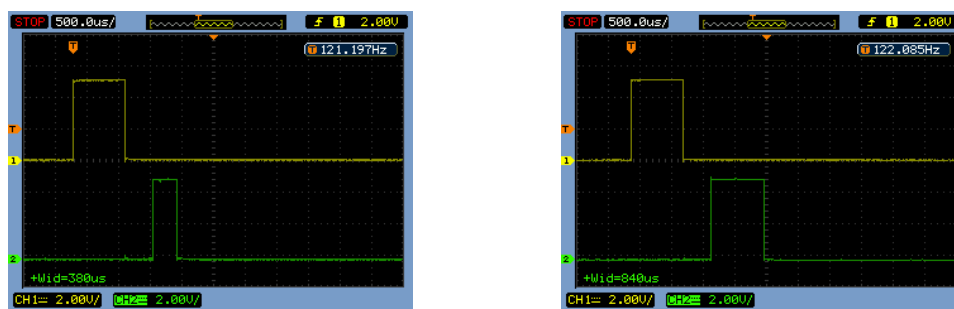 STOP 500.0us/ T f 1 2.00V
T
T 121.197Hz
T
1
2
+Wid=380us
CH1= 2.00V/ CH2= 2.00V/
STOP 500.0us/ T f 1 2.00V
T
T 122.085Hz
T
1
2
+Wid=840us
CH1= 2.00V/ CH2= 2.00V/